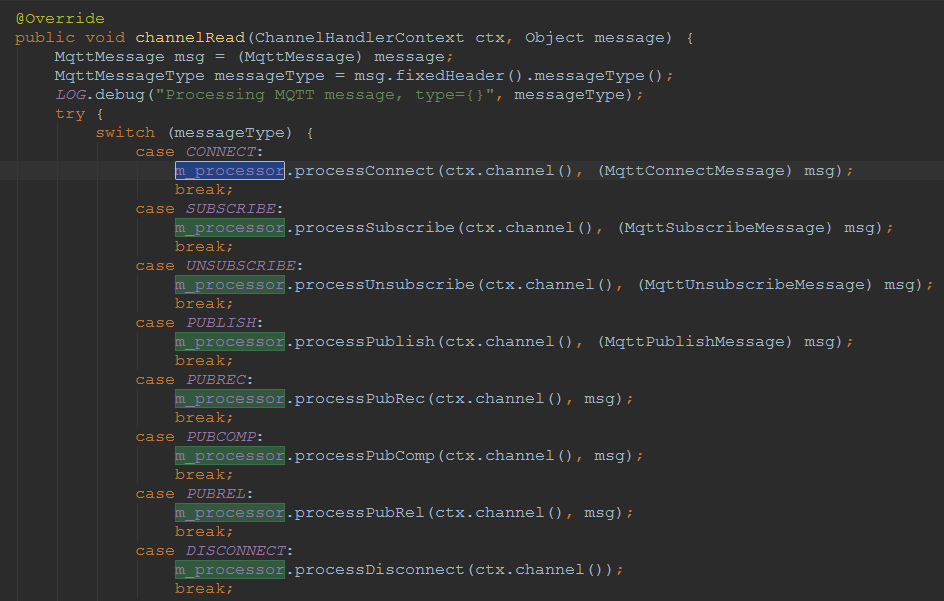 @Override
public void channelRead(ChannelHandlerContext ctx, Object message) {
    MqttMessage msg = (MqttMessage) message;
    MqttMessageType messageType = msg.fixedHeader().messageType();
    LOG.debug("Processing MQTT message, type={}", messageType);
    try {
        switch (messageType) {
            case CONNECT:
                m_processor.processConnect(ctx.channel(), (MqttConnectMessage) msg);
                break;
            case SUBSCRIBE:
                m_processor.processSubscribe(ctx.channel(), (MqttSubscribeMessage) msg);
                break;
            case UNSUBSCRIBE:
                m_processor.processUnsubscribe(ctx.channel(), (MqttUnsubscribeMessage) msg);
                break;
            case PUBLISH:
                m_processor.processPublish(ctx.channel(), (MqttPublishMessage) msg);
                break;
            case PUBREC:
                m_processor.processPubRec(ctx.channel(), msg);
                break;
            case PUBCOMP:
                m_processor.processPubComp(ctx.channel(), msg);
                break;
            case PUBREL:
                m_processor.processPubRel(ctx.channel(), msg);
                break;
            case DISCONNECT:
                m_processor.processDisconnect(ctx.channel());
                break;